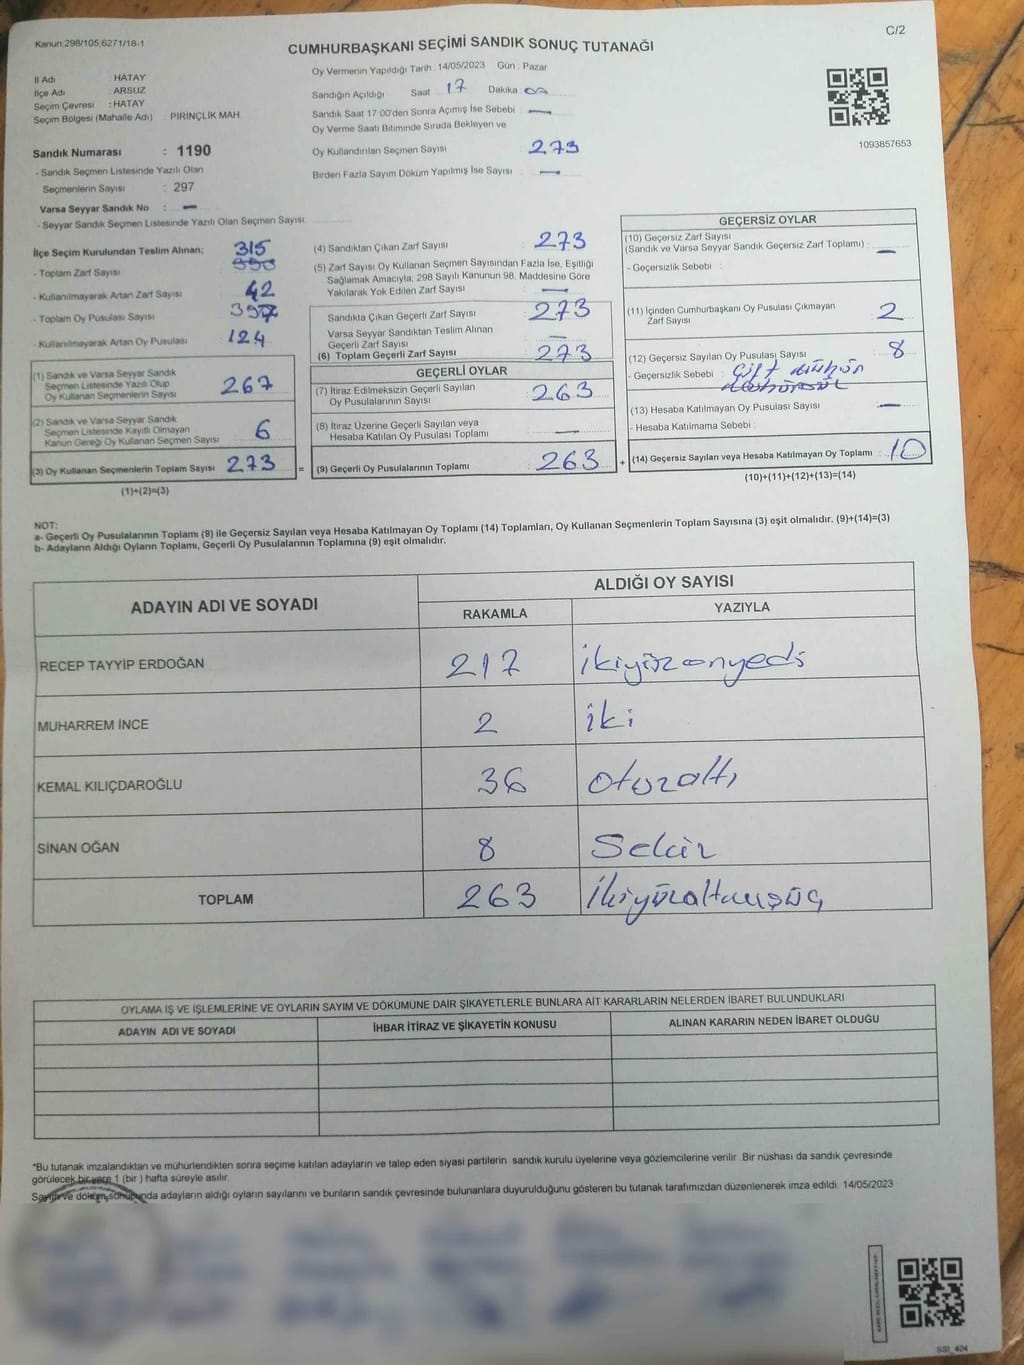 Kanun,298/105,6271/18-1
C/2
CUMHURBAŞKANI SEÇİMİ SANDIK SONUÇ TUTANAĞI
İl Adı HATAY
İlçe Adı : ARSUZ
Seçim Çevresi : HATAY
Seçim Bölgesi (Mahalle Adı) PIRINÇLİK MAH
Oy Vermenin Yapıldığı Tarih :14/05/2023 Gün : Pazar
Sandığın Açıldığı Saat 17 Dakika
Sandık Saat 17:00'den Sonra Açımış İse Sebebi —
Oy Verme Saati Bitiminde Sırada Bekleyen ve
Oy Kullandırılan Seçmen Sayısı : 273
Birden Fazla Sayım Döküm Yapılmış İse Sayısı : —
1093857653
Sandık Numarası : 1190
- Sandık Seçmen Listesinde Yazılı Olan
Seçmenlerin Sayısı : 297
Varsa Seyyar Sandık No : —
- Seyyar Sandık Seçmen Listesinde Yazılı Olan Seçmen Sayısı:
İlçe Seçim Kurulundan Teslim Alınan; 315
- Toplam Zarf Sayısı
- Kullanılmayarak Artan Zarf Sayısı 42
- Toplam Oy Pusulası Sayısı 397
- Kullanılmayarak Artan Oy Pusulası 124
(1) Sandık ve Varsa Seyyar Sandık
Seçmen Listesinde Yazılı Olup
Oy Kullanan Seçmenlerin Sayısı 267
(2) Sandık ve Varsa Seyyar Sandık
Seçmen Listesinde Kayıtlı Olmayan
Kanun Gereği Oy Kullanan Seçmen Sayısı 6
(3) Oy Kullanan Seçmenlerin Toplam Sayısı 273 =
(1)+(2)=(3)
(4) Sandıktan Çıkan Zarf Sayısı 273
(5) Zarf Sayısı Oy Kullanan Seçmen Sayısından Fazla İse, Eşitliği
Sağlamak Amacıyla, 298 Sayılı Kanunun 98. Maddesine Göre
Yakılarak Yok Edilen Zarf Sayısı —
Sandıkta Çıkan Geçerli Zarf Sayısı 273
Varsa Seyyar Sandıktan Teslim Alınan
Geçerli Zarf Sayısı —
(6) Toplam Geçerli Zarf Sayısı 273
GEÇERLİ OYLAR
(7) İtiraz Edilmeksizin Geçerli Sayılan
Oy Pusulalarının Sayısı 263
(8) İtiraz Üzerine Geçerli Sayılan veya
Hesaba Katılan Oy Pusulası Toplamı —
(9) Geçerli Oy Pusulalarının Toplamı 263 +
GEÇERSİZ OYLAR
(10) Geçersiz Zarf Sayısı
(Sandık ve Varsa Seyyar Sandık Geçersiz Zarf Toplamı) : —
- Geçersizlik Sebebi :
(11) İçinden Cumhurbaşkanı Oy Pusulası Çıkmayan
Zarf Sayısı 2
(12) Geçersiz Sayılan Oy Pusulası Sayısı 8
- Geçersizlik Sebebi : Çift mühür
(13) Hesaba Katılmayan Oy Pusulası Sayısı —
- Hesaba Katılmama Sebebi
(14) Geçersiz Sayılan veya Hesaba Katılmayan Oy Toplamı : 10
(10)+(11)+(12)+(13)=(14)
NOT:
a- Geçerli Oy Pusulalarının Toplamı (9) ile Geçersiz Sayılan veya Hesaba Katılmayan Oy Toplamı (14) Toplamları, Oy Kullanan Seçmenlerin Toplam Sayısına (3) eşit olmalıdır. (9)+(14)=(3)
b- Adayların Aldığı Oyların Toplamı, Geçerli Oy Pusulalarının Toplamına (9) eşit olmalıdır.
ADAYIN ADI VE SOYADI
ALDIĞI OY SAYISI
RAKAMLA YAZIYLA
RECEP TAYYİP ERDOĞAN 217 ikiyüzonyedi
MUHARREM İNCE 2 iki
KEMAL KILIÇDAROĞLU 36 otuzaltı
SİNAN OĞAN 8 Sekiz
TOPLAM 263 İkiyüzaltmışüç
OYLAMA İŞ VE İŞLEMLERİNE VE OYLARIN SAYIM VE DÖKÜMÜNE DAİR ŞİKAYETLERLE BUNLARA AİT KARARLARIN NELERDEN İBARET BULUNDUKLARI
ADAYIN ADI VE SOYADI İHBAR İTİRAZ VE ŞİKAYETİN KONUSU ALINAN KARARIN NEDEN İBARET OLDUĞU
*Bu tutanak imzalandıktan ve mühürlendikten sonra seçime katılan adayların ve talep eden siyasi partilerin sandık kurulu üyelerine veya gözlemcilerine verilir .Bir nüshası da sandık çevresinde
görülecek bir yere 1 (bir ) hafta süreyle asılır.
Sayım ve döküm sonucunda adayların aldığı oyların sayılarını ve bunların sandık çevresinde bulunanlara duyurulduğunu gösteren bu tutanak tarafımızdan düzenlenerek imza edildi. 14/05/2023
SSI_404